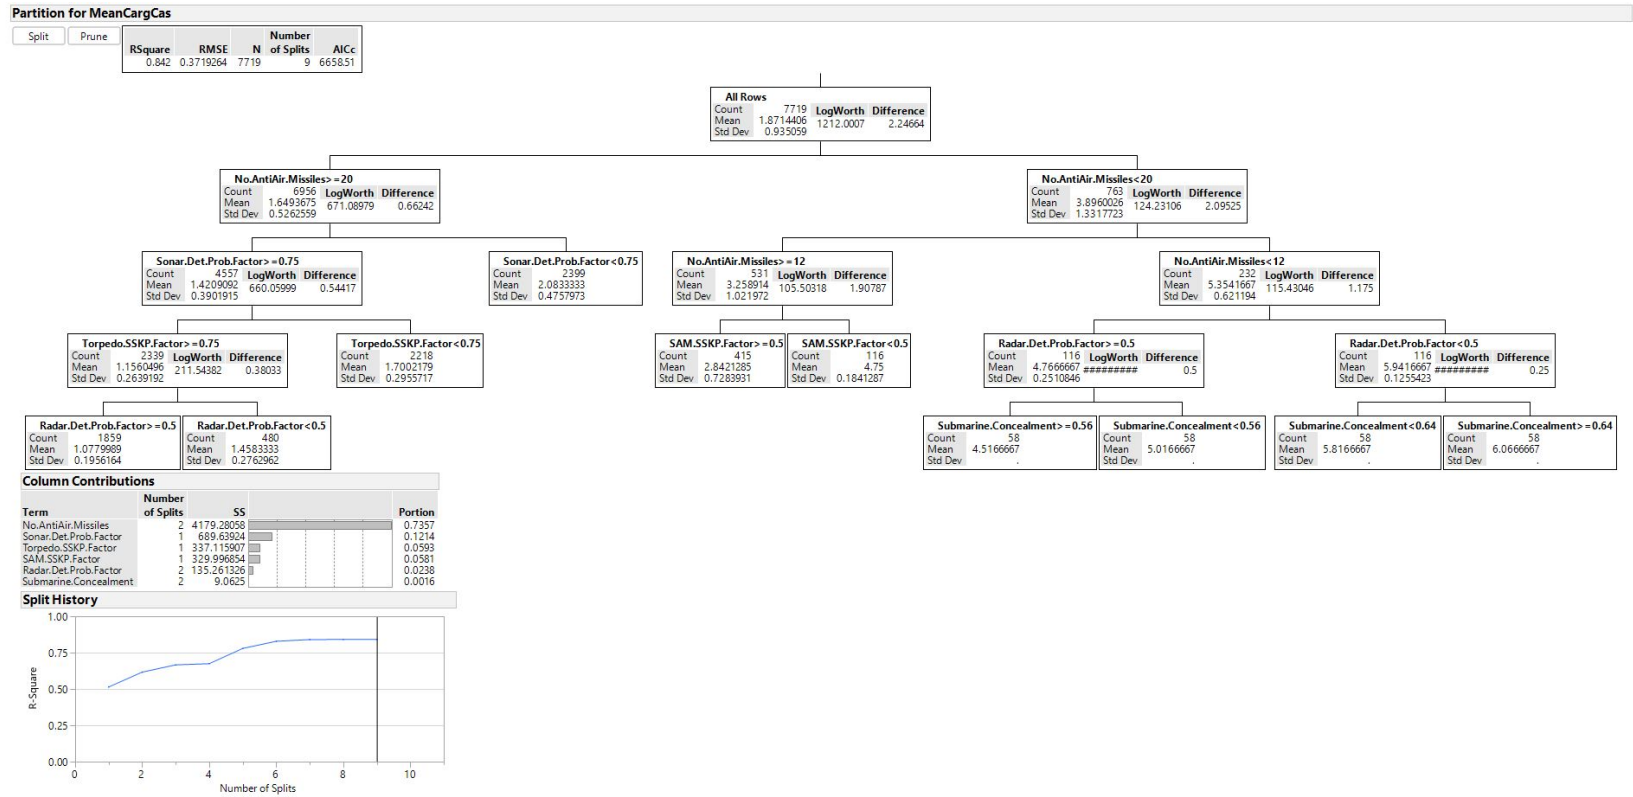 Partition for MeanCargCas
Split Prune
RSquare RMSE N Number of Splits AICc
0.842 0.3719264 7719 9 6658.51
All Rows
Count 7719 LogWorth Difference
Mean 1.8714406 1212.0007 2.24664
Std Dev 0.935059
No.AntiAir.Missiles>=20
Count 6956 LogWorth Difference
Mean 1.6493675 671.08979 0.66242
Std Dev 0.5262559
No.AntiAir.Missiles<20
Count 763 LogWorth Difference
Mean 3.8960026 124.23106 2.09525
Std Dev 1.3317723
Sonar.Det.Prob.Factor>=0.75
Count 4557 LogWorth Difference
Mean 1.4209092 660.05999 0.54417
Std Dev 0.3901915
Sonar.Det.Prob.Factor<0.75
Count 2399
Mean 2.0833333
Std Dev 0.4757973
No.AntiAir.Missiles>=12
Count 531 LogWorth Difference
Mean 3.258914 105.50318 1.90787
Std Dev 1.021972
No.AntiAir.Missiles<12
Count 232 LogWorth Difference
Mean 5.3541667 115.43046 1.175
Std Dev 0.621194
Torpedo.SSKP.Factor>=0.75
Count 2339 LogWorth Difference
Mean 1.1560496 211.54382 0.38033
Std Dev 0.2639192
Torpedo.SSKP.Factor<0.75
Count 2218
Mean 1.7002179
Std Dev 0.2955717
SAM.SSKP.Factor>=0.5
Count 415
Mean 2.8421285
Std Dev 0.7283931
SAM.SSKP.Factor<0.5
Count 116
Mean 4.75
Std Dev 0.1841287
Radar.Det.Prob.Factor>=0.5
Count 116 LogWorth Difference
Mean 4.7666667 ######### 0.5
Std Dev 0.2510846
Radar.Det.Prob.Factor<0.5
Count 116 LogWorth Difference
Mean 5.9416667 ######### 0.25
Std Dev 0.1255423
Radar.Det.Prob.Factor>=0.5
Count 1859
Mean 1.0779989
Std Dev 0.1956164
Radar.Det.Prob.Factor<0.5
Count 480
Mean 1.4583333
Std Dev 0.2762962
Submarine.Concealment>=0.56
Count 58
Mean 4.5166667
Std Dev .
Submarine.Concealment<0.56
Count 58
Mean 5.0166667
Std Dev .
Submarine.Concealment<0.64
Count 58
Mean 5.8166667
Std Dev .
Submarine.Concealment>=0.64
Count 58
Mean 6.0666667
Std Dev .
Column Contributions
Term Number of Splits SS Portion
No.AntiAir.Missiles 2 4179.28058 0.7357
Sonar.Det.Prob.Factor 1 689.63924 0.1214
Torpedo.SSKP.Factor 1 337.115907 0.0593
SAM.SSKP.Factor 1 329.996854 0.0581
Radar.Det.Prob.Factor 2 135.261326 0.0238
Submarine.Concealment 2 9.0625 0.0016
Split History
1.00
0.75
0.50
0.25
0.00
R-Square
0 2 4 6 8 10
Number of Splits